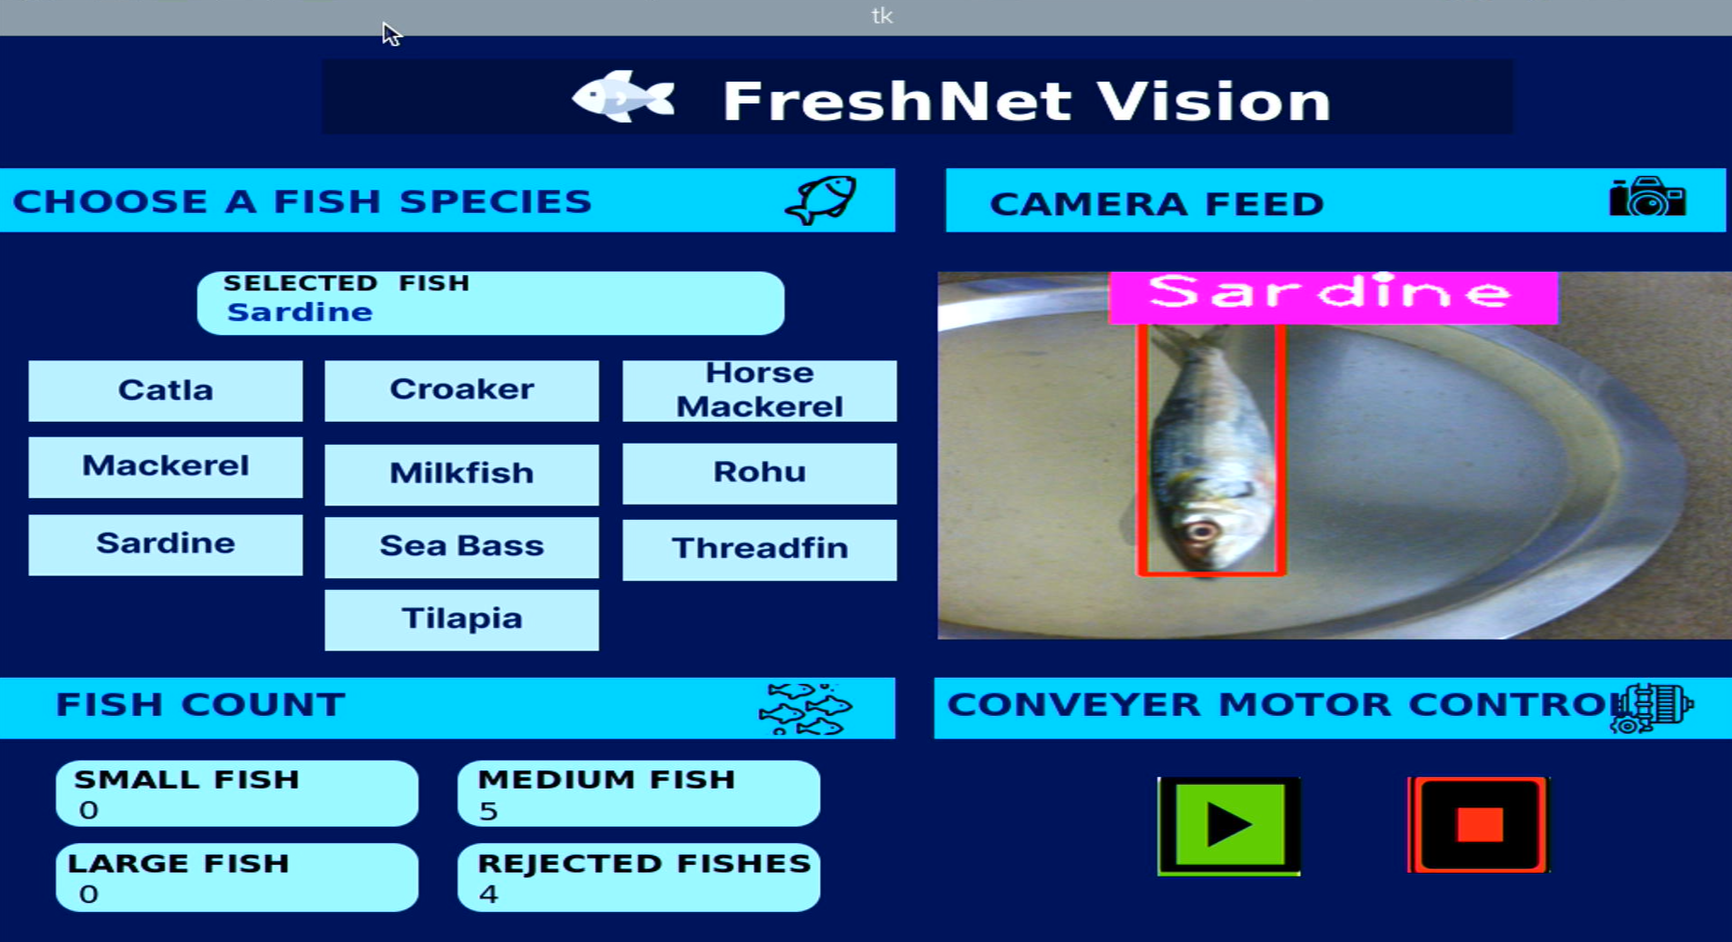 tk
FreshNet Vision
CHOOSE A FISH SPECIES
CAMERA FEED
SELECTED FISH
Sardine
Sardine
Catla
Croaker
Horse
Mackerel
Mackerel
Milkfish
Rohu
Sardine
Sea Bass
Threadfin
Tilapia
FISH COUNT
CONVEYER MOTOR CONTROL
SMALL FISH
0
MEDIUM FISH
5
LARGE FISH
0
REJECTED FISHES
4